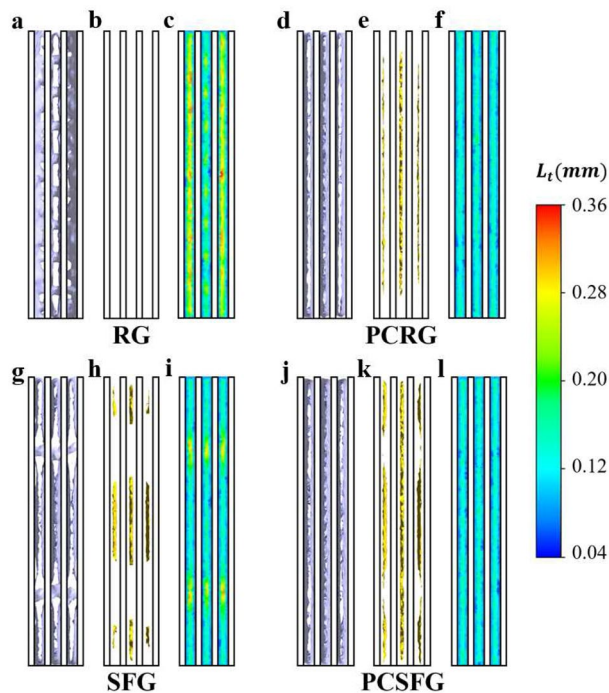 a b c d e f
RG PCRG
g h i j k l
SFG PCSFG
L_t(mm)
0.36
0.28
0.20
0.12
0.04